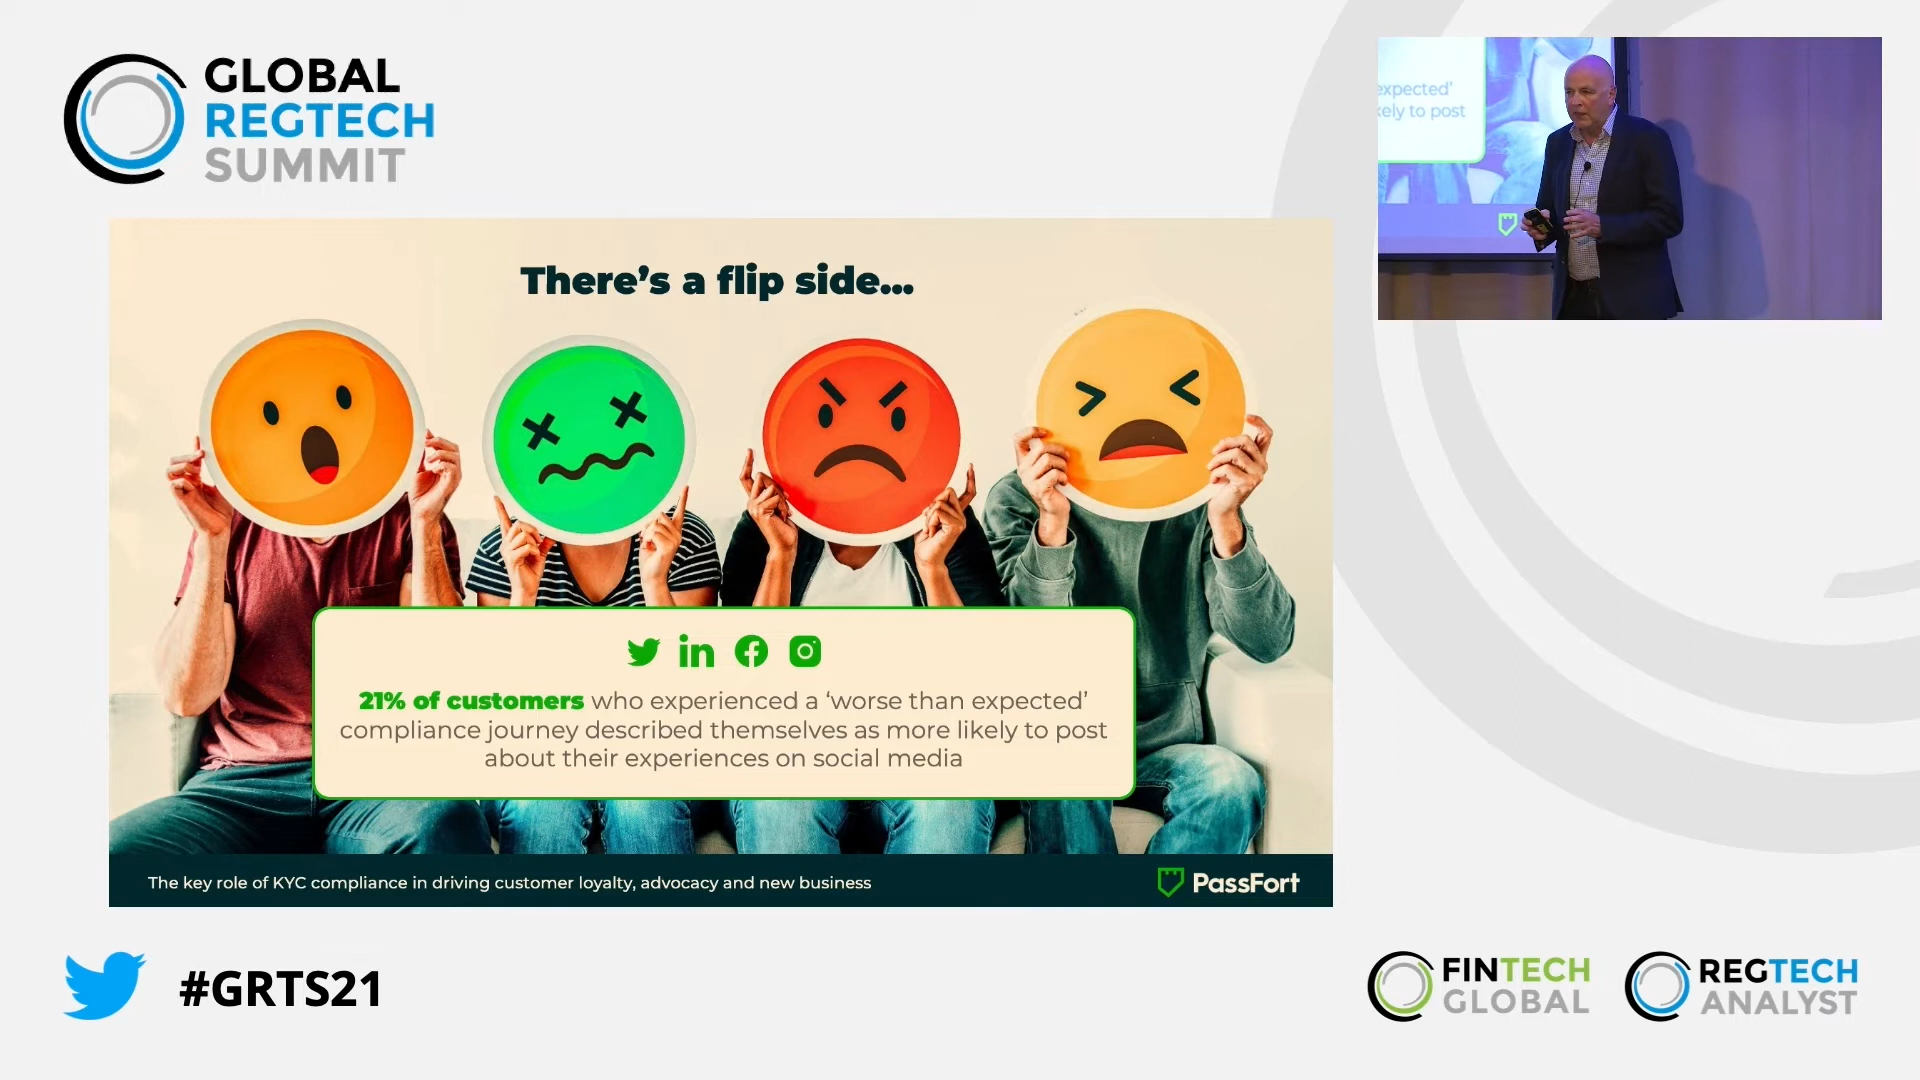 GLOBAL
REGTECH
SUMMIT
expected’
kely to post
There’s a flip side...
21% of customers who experienced a ‘worse than expected’
compliance journey described themselves as more likely to post
about their experiences on social media
The key role of KYC compliance in driving customer loyalty, advocacy and new business
PassFort
#GRTS21
FINTECH
GLOBAL
REGTECH
ANALYST